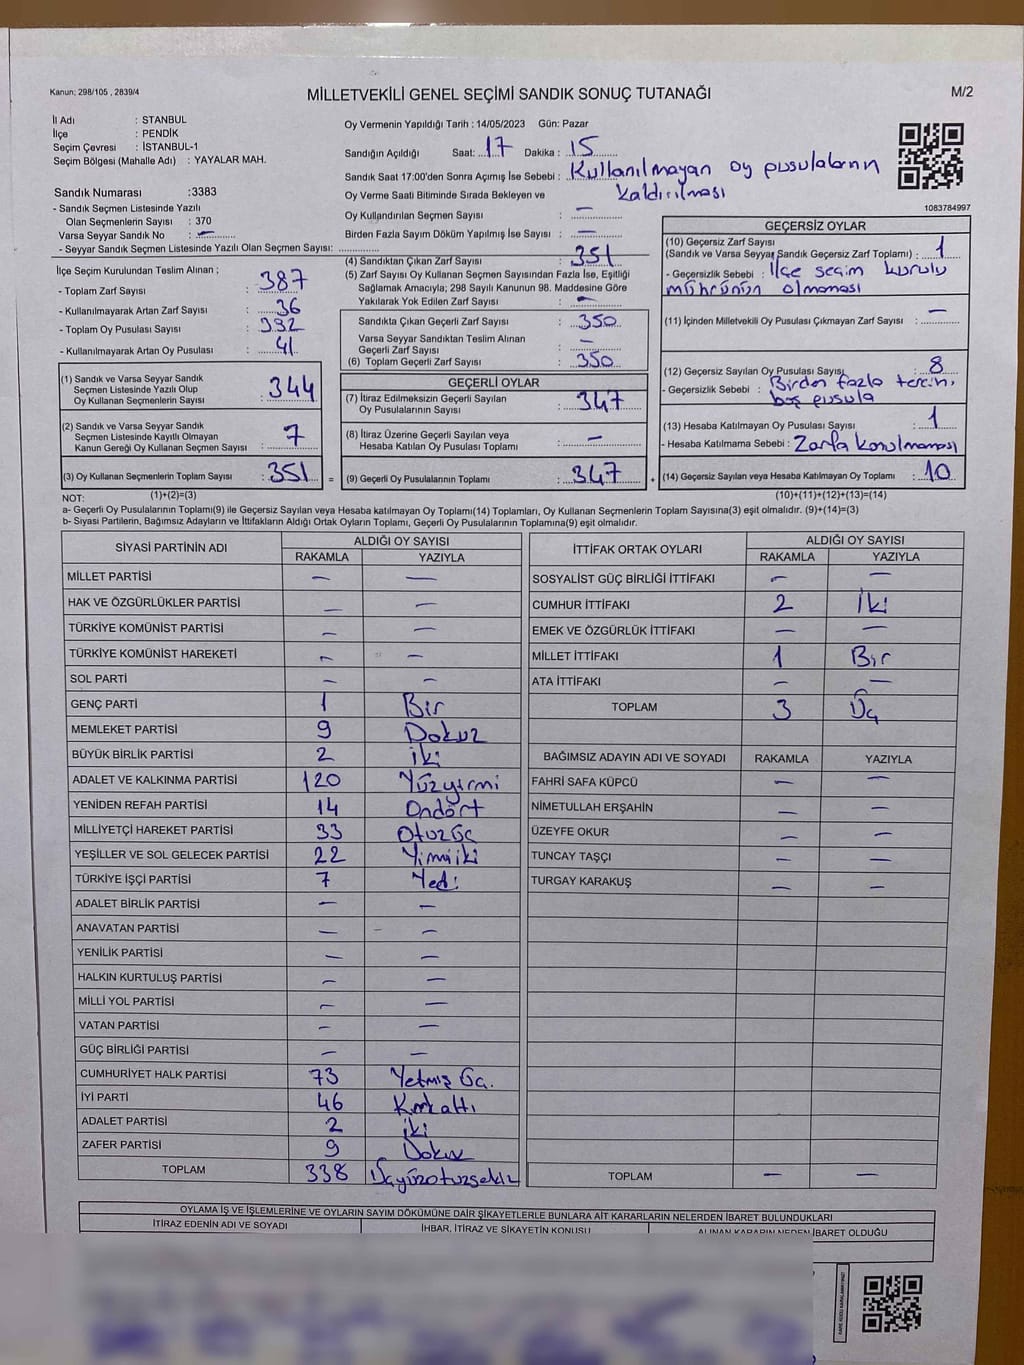 Kanun; 298/105 , 2839/4
MİLLETVEKİLİ GENEL SEÇİMİ SANDIK SONUÇ TUTANAĞI
M/2
İl Adı : STANBUL
İlçe : PENDİK
Seçim Çevresi : İSTANBUL-1
Seçim Bölgesi (Mahalle Adı) : YAYALAR MAH.
Sandık Numarası :3383
- Sandık Seçmen Listesinde Yazılı
Olan Seçmenlerin Sayısı : 370
Varsa Seyyar Sandık No : —
- Seyyar Sandık Seçmen Listesinde Yazılı Olan Seçmen Sayısı:
Oy Vermenin Yapıldığı Tarih : 14/05/2023 Gün: Pazar
Sandığın Açıldığı Saat: 17 Dakika : 15
Sandık Saat 17:00'den Sonra Açımış İse Sebebi : Kullanılmayan oy pusulalarının
kaldırılması
Oy Verme Saati Bitiminde Sırada Bekleyen ve
Oy Kullandırılan Seçmen Sayısı : —
Birden Fazla Sayım Döküm Yapılmış İse Sayısı : —
1083784997
İlçe Seçim Kurulundan Teslim Alınan ;
- Toplam Zarf Sayısı : 387
- Kullanılmayarak Artan Zarf Sayısı : 36
- Toplam Oy Pusulası Sayısı : 392
- Kullanılmayarak Artan Oy Pusulası : 41
(1) Sandık ve Varsa Seyyar Sandık
Seçmen Listesinde Yazılı Olup
Oy Kullanan Seçmenlerin Sayısı : 344
(2) Sandık ve Varsa Seyyar Sandık
Seçmen Listesinde Kayıtlı Olmayan
Kanun Gereği Oy Kullanan Seçmen Sayısı : 7
(3) Oy Kullanan Seçmenlerin Toplam Sayısı : 351 =
(4) Sandıktan Çıkan Zarf Sayısı : 351
(5) Zarf Sayısı Oy Kullanan Seçmen Sayısından Fazla İse, Eşitliği
Sağlamak Amacıyla; 298 Sayılı Kanunun 98. Maddesine Göre
Yakılarak Yok Edilen Zarf Sayısı : —
Sandıkta Çıkan Geçerli Zarf Sayısı : 350
Varsa Seyyar Sandıktan Teslim Alınan
Geçerli Zarf Sayısı : —
(6) Toplam Geçerli Zarf Sayısı : 350
GEÇERLİ OYLAR
(7) İtiraz Edilmeksizin Geçerli Sayılan
Oy Pusulalarının Sayısı : 347
(8) İtiraz Üzerine Geçerli Sayılan veya
Hesaba Katılan Oy Pusulası Toplamı : —
(9) Geçerli Oy Pusulalarının Toplamı : 347 +
GEÇERSİZ OYLAR
(10) Geçersiz Zarf Sayısı
(Sandık ve Varsa Seyyar Sandık Geçersiz Zarf Toplamı) : 1
- Geçersizlik Sebebi : İlçe seçim kurulu
mührünün olmaması
(11) İçinden Milletvekili Oy Pusulası Çıkmayan Zarf Sayısı : —
(12) Geçersiz Sayılan Oy Pusulası Sayısı : 8
- Geçersizlik Sebebi : Birden fazla tercih,
boş pusula
(13) Hesaba Katılmayan Oy Pusulası Sayısı : 1
- Hesaba Katılmama Sebebi : Zarfa konulmaması
(14) Geçersiz Sayılan veya Hesaba Katılmayan Oy Toplamı : 10
NOT: (1)+(2)=(3)
(10)+(11)+(12)+(13)=(14)
a- Geçerli Oy Pusulalarının Toplamı(9) ile Geçersiz Sayılan veya Hesaba katılmayan Oy Toplamı(14) Toplamları, Oy Kullanan Seçmenlerin Toplam Sayısına(3) eşit olmalıdır. (9)+(14)=(3)
b- Siyasi Partilerin, Bağımsız Adayların ve İttifakların Aldığı Ortak Oyların Toplamı, Geçerli Oy Pusulalarının Toplamına(9) eşit olmalıdır.
SİYASİ PARTİNİN ADI ALDIĞI OY SAYISI
RAKAMLA YAZIYLA
MİLLET PARTİSİ — —
HAK VE ÖZGÜRLÜKLER PARTİSİ — —
TÜRKİYE KOMÜNİST PARTİSİ — —
TÜRKİYE KOMÜNİST HAREKETİ — —
SOL PARTİ — —
GENÇ PARTİ 1 Bir
MEMLEKET PARTİSİ 9 Dokuz
BÜYÜK BİRLİK PARTİSİ 2 iki
ADALET VE KALKINMA PARTİSİ 120 Yüzyirmi
YENİDEN REFAH PARTİSİ 14 Ondört
MİLLİYETÇİ HAREKET PARTİSİ 33 Otuzüç
YEŞİLLER VE SOL GELECEK PARTİSİ 22 Yirmiiki
TÜRKİYE İŞÇİ PARTİSİ 7 Yedi
ADALET BİRLİK PARTİSİ — —
ANAVATAN PARTİSİ — —
YENİLİK PARTİSİ — —
HALKIN KURTULUŞ PARTİSİ — —
MİLLİ YOL PARTİSİ — —
VATAN PARTİSİ — —
GÜÇ BİRLİĞİ PARTİSİ — —
CUMHURİYET HALK PARTİSİ 73 Yetmiş üç.
İYİ PARTİ 46 Kırkaltı
ADALET PARTİSİ 2 iki
ZAFER PARTİSİ 9 Dokuz
TOPLAM 338 Üçyüzotuzsekiz
İTTİFAK ORTAK OYLARI ALDIĞI OY SAYISI
RAKAMLA YAZIYLA
SOSYALİST GÜÇ BİRLİĞİ İTTİFAKI — —
CUMHUR İTTİFAKI 2 İki
EMEK VE ÖZGÜRLÜK İTTİFAKI — —
MİLLET İTTİFAKI 1 Bir
ATA İTTİFAKI — —
TOPLAM 3 Üç
BAĞIMSIZ ADAYIN ADI VE SOYADI RAKAMLA YAZIYLA
FAHRİ SAFA KÜPCÜ — —
NİMETULLAH ERŞAHİN — —
ÜZEYFE OKUR — —
TUNCAY TAŞÇI — —
TURGAY KARAKUŞ — —
TOPLAM — —
OYLAMA İŞ VE İŞLEMLERİNE VE OYLARIN SAYIM DÖKÜMÜNE DAİR ŞİKAYETLERLE BUNLARA AİT KARARLARIN NELERDEN İBARET BULUNDUKLARI
İTİRAZ EDENİN ADI VE SOYADI İHBAR, İTİRAZ VE ŞİKAYETİN KONUSU ALINAN KARARIN NEDEN İBARET OLDUĞU